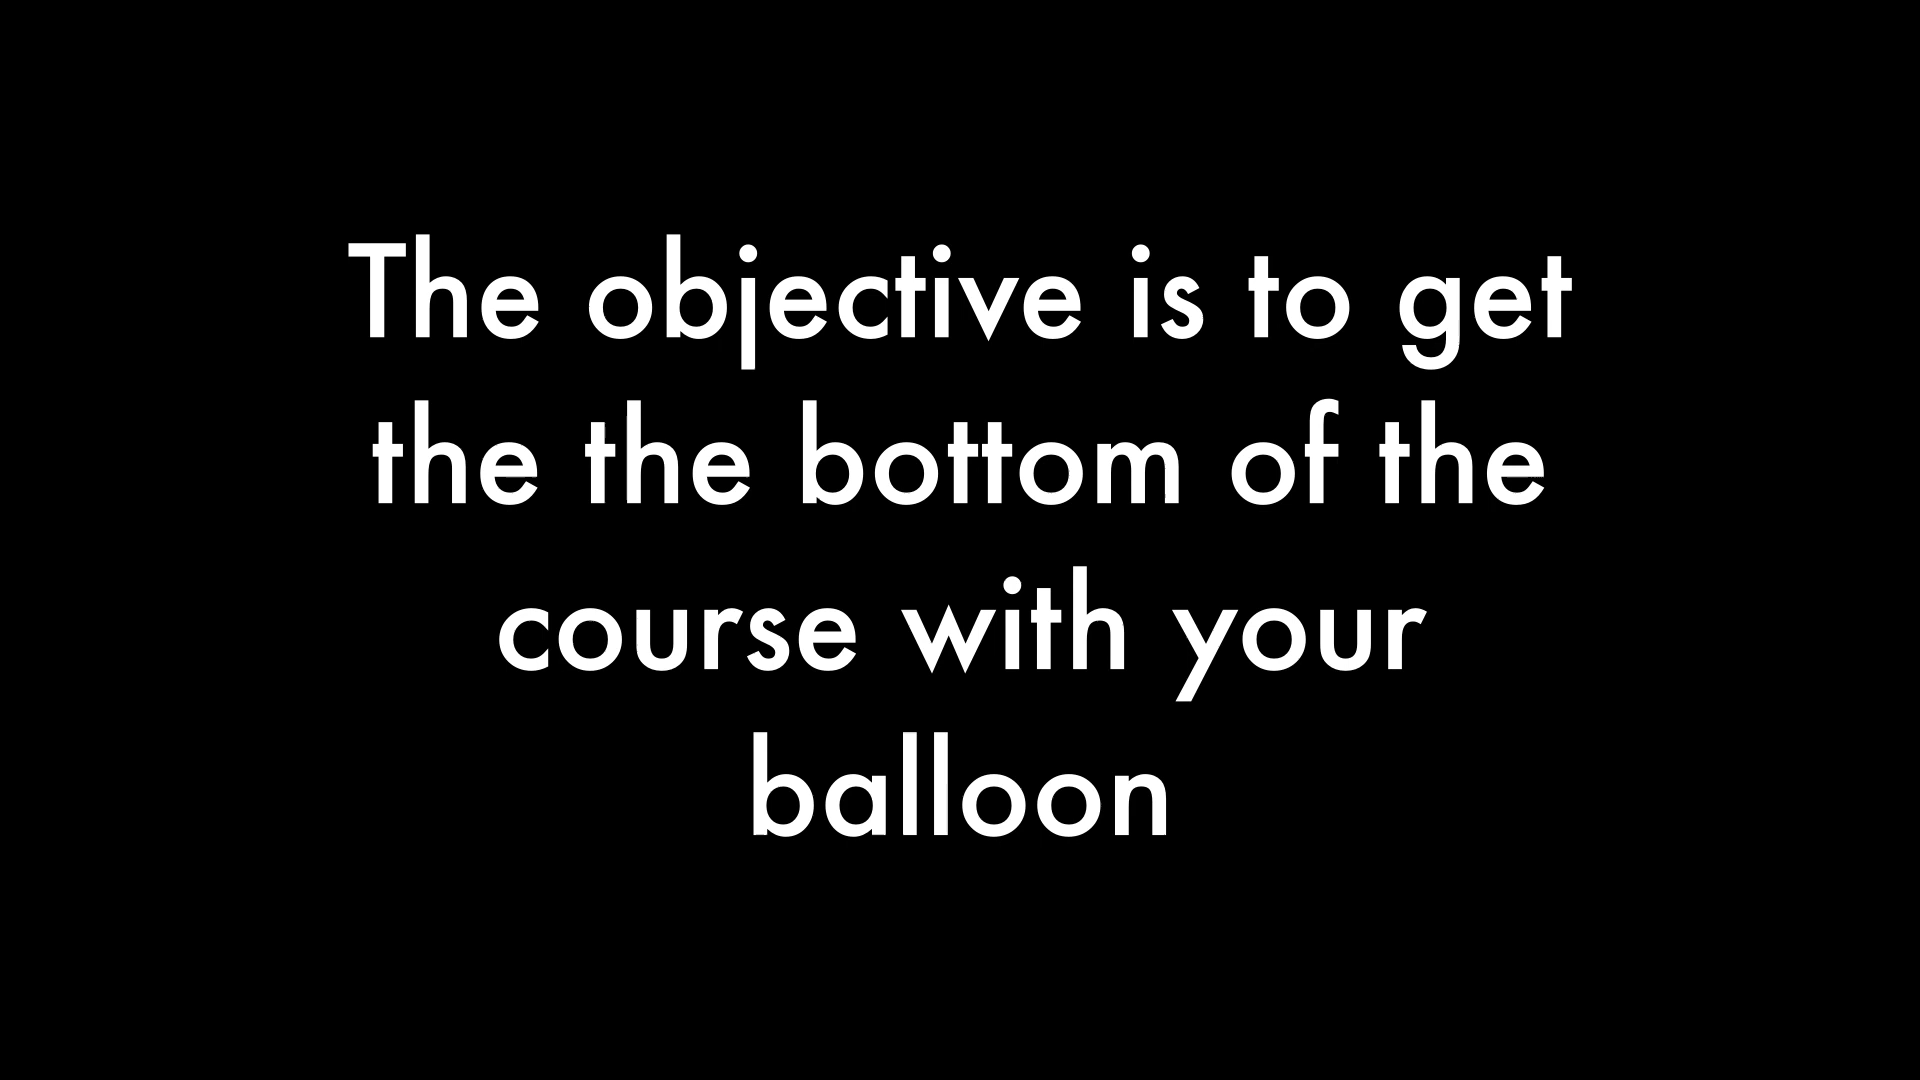 The objective is to get
the the bottom of the
course with your
balloon